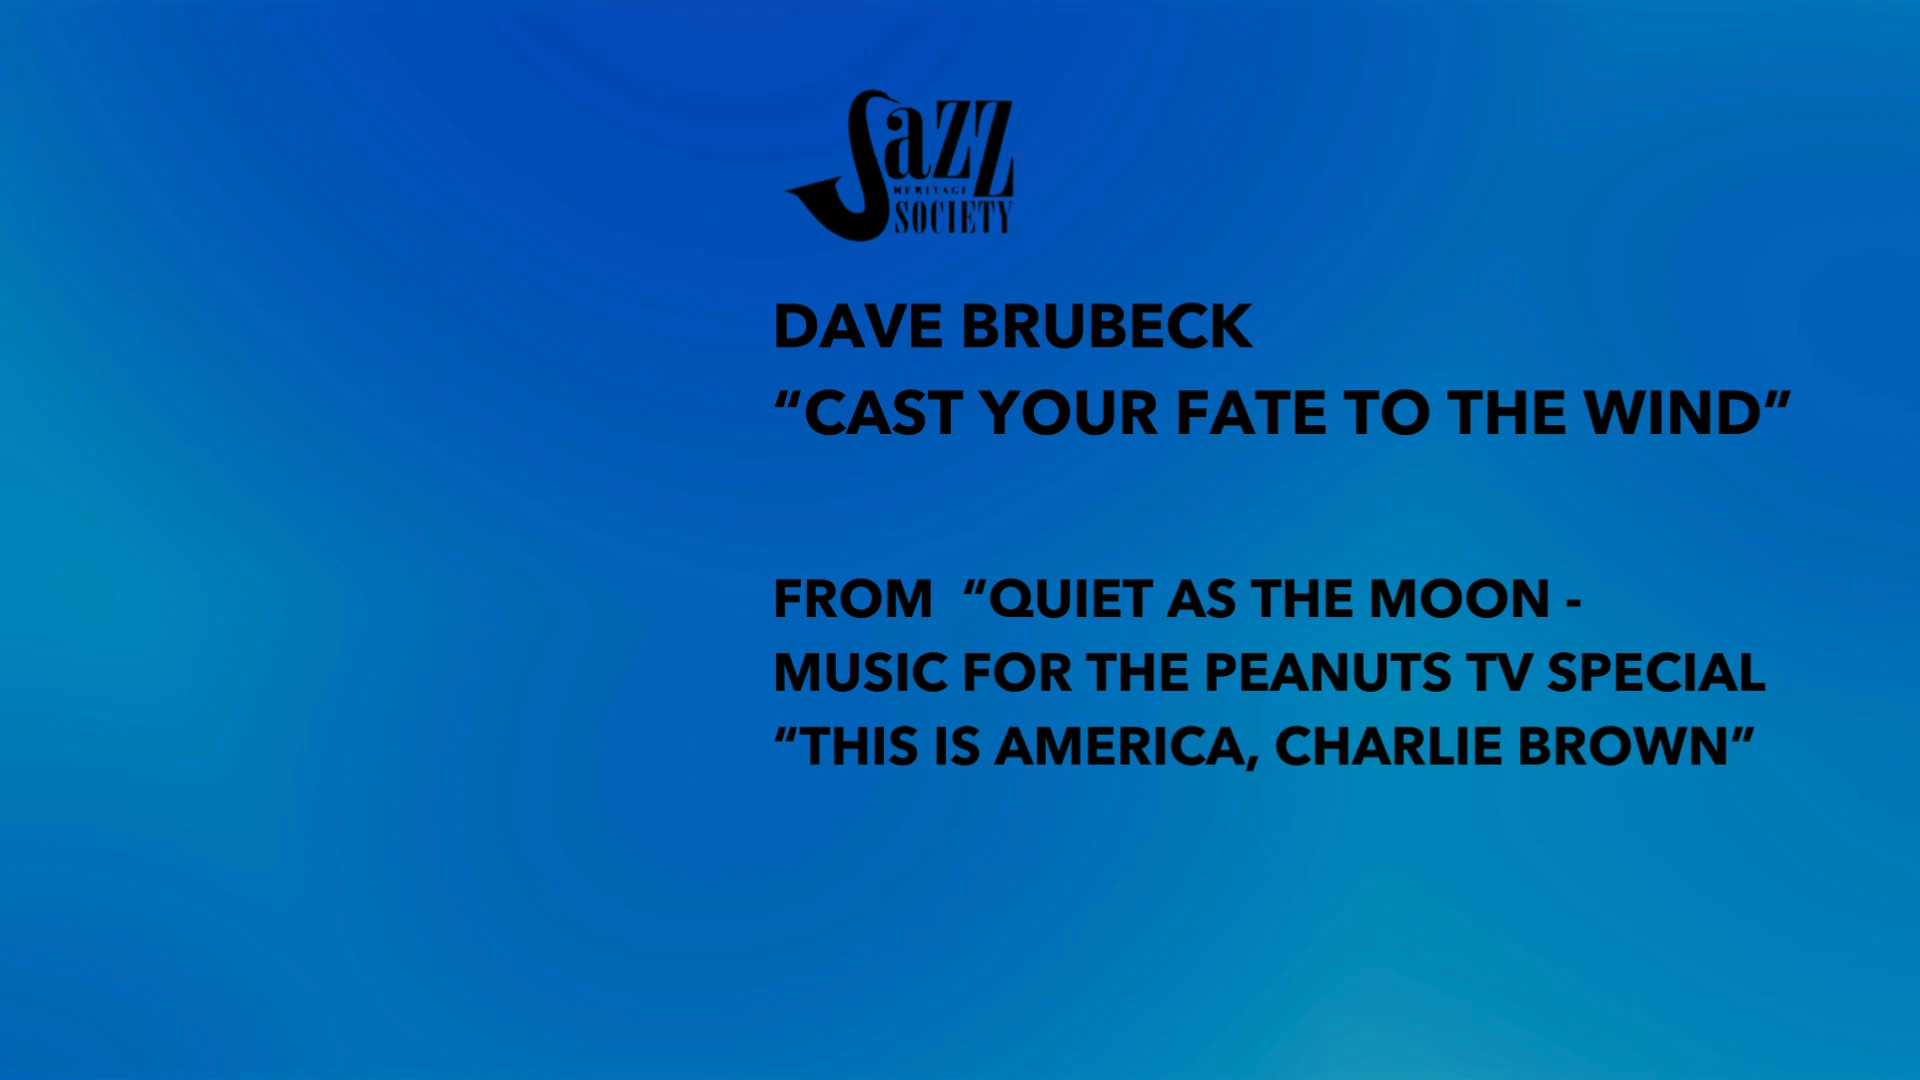 Jazz
HERITAGE
SOCIETY
DAVE BRUBECK
“CAST YOUR FATE TO THE WIND”
FROM “QUIET AS THE MOON -
MUSIC FOR THE PEANUTS TV SPECIAL
“THIS IS AMERICA, CHARLIE BROWN”